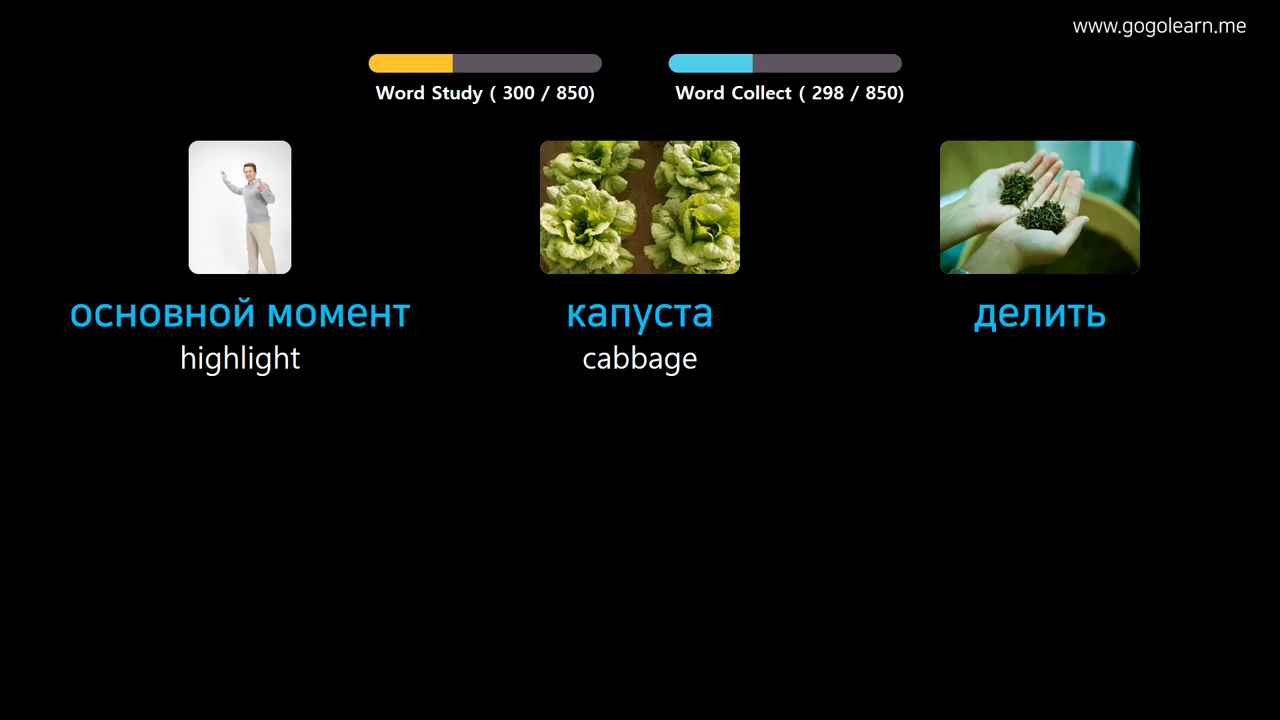 www.gogolearn.me
Word Study ( 300 / 850)
Word Collect ( 298 / 850)
основной момент
highlight
капуста
cabbage
делить